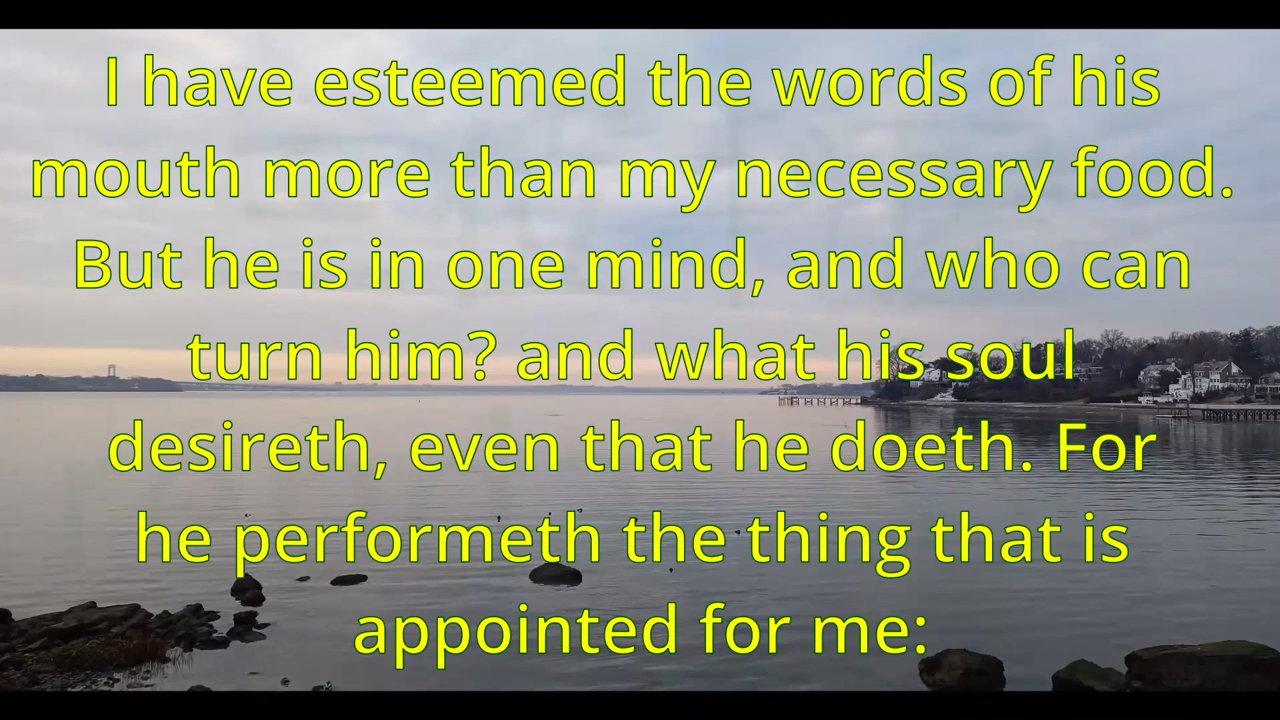 I have esteemed the words of his
mouth more than my necessary food.
But he is in one mind, and who can
turn him? and what his soul
desireth, even that he doeth. For
he performeth the thing that is
appointed for me: